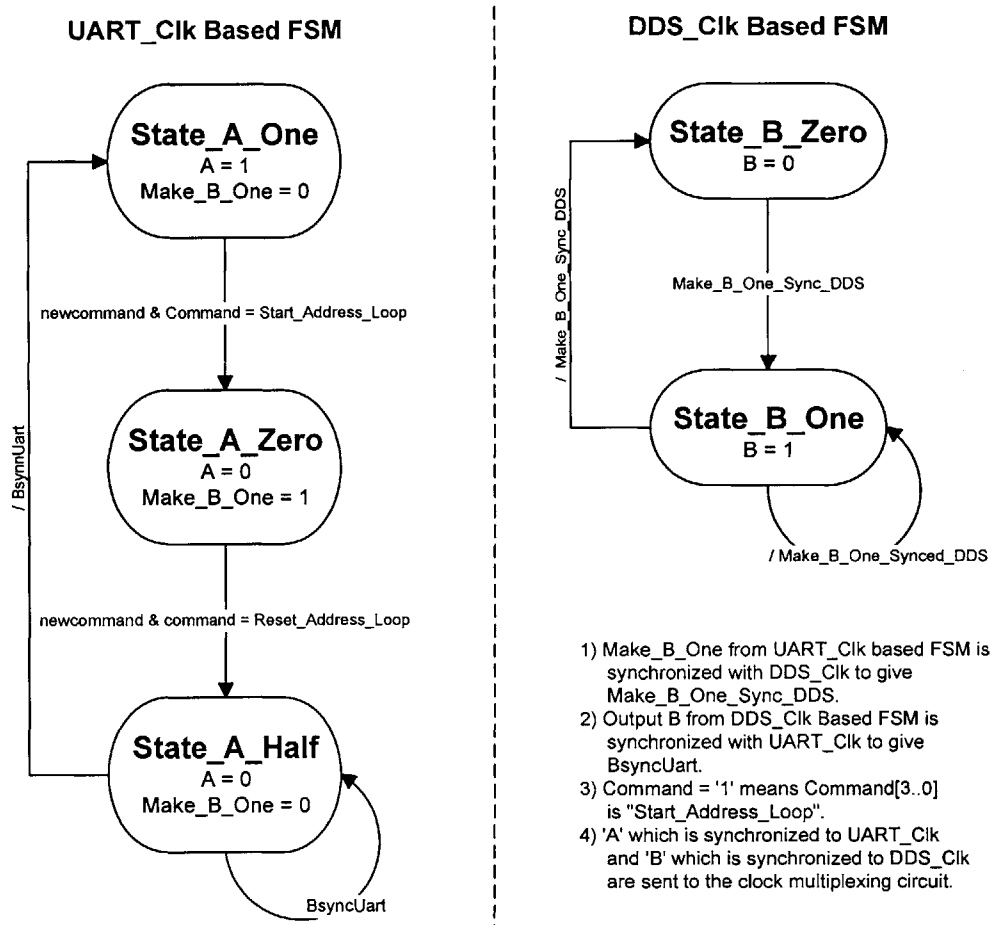 UART_Clk Based FSM
State_A_One
A = 1
Make_B_One = 0
newcommand & Command = Start_Address_Loop
/ BsynnUart
State_A_Zero
A = 0
Make_B_One = 1
newcommand & command = Reset_Address_Loop
State_A_Half
A = 0
Make_B_One = 0
BsyncUart
DDS_Clk Based FSM
State_B_Zero
B = 0
/ Make_B_One_Sync_DDS
Make_B_One_Sync_DDS
State_B_One
B = 1
/ Make_B_One_Synced_DDS
1) Make_B_One from UART_Clk based FSM is
synchronized with DDS_Clk to give
Make_B_One_Sync_DDS.
2) Output B from DDS_Clk Based FSM is
synchronized with UART_Clk to give
BsyncUart.
3) Command = '1' means Command[3..0]
is "Start_Address_Loop".
4) 'A' which is synchronized to UART_Clk
and 'B' which is synchronized to DDS_Clk
are sent to the clock multiplexing circuit.